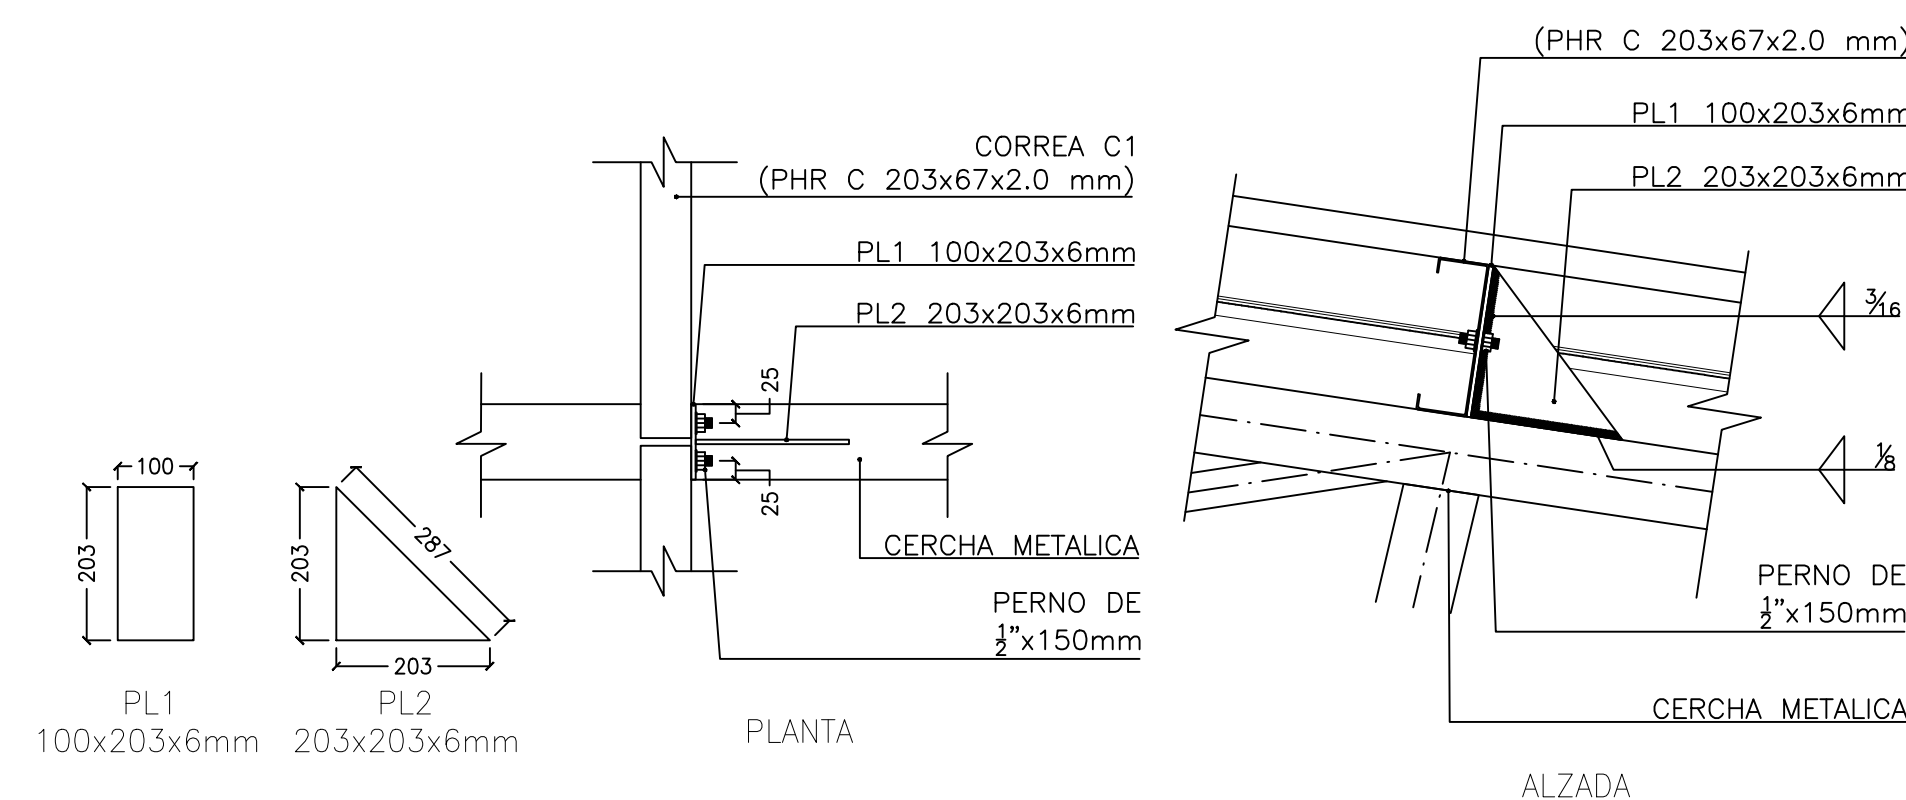 100
203
PL1
100x203x6mm
203
287
203
PL2
203x203x6mm
CORREA C1
(PHR C 203x67x2.0 mm)
PL1 100x203x6mm
PL2 203x203x6mm
25
25
CERCHA METALICA
PERNO DE
1/2"x150mm
PLANTA
(PHR C 203x67x2.0 mm)
PL1 100x203x6mm
PL2 203x203x6mm
3/16
1/8
PERNO DE
1/2"x150mm
CERCHA METALICA
ALZADA